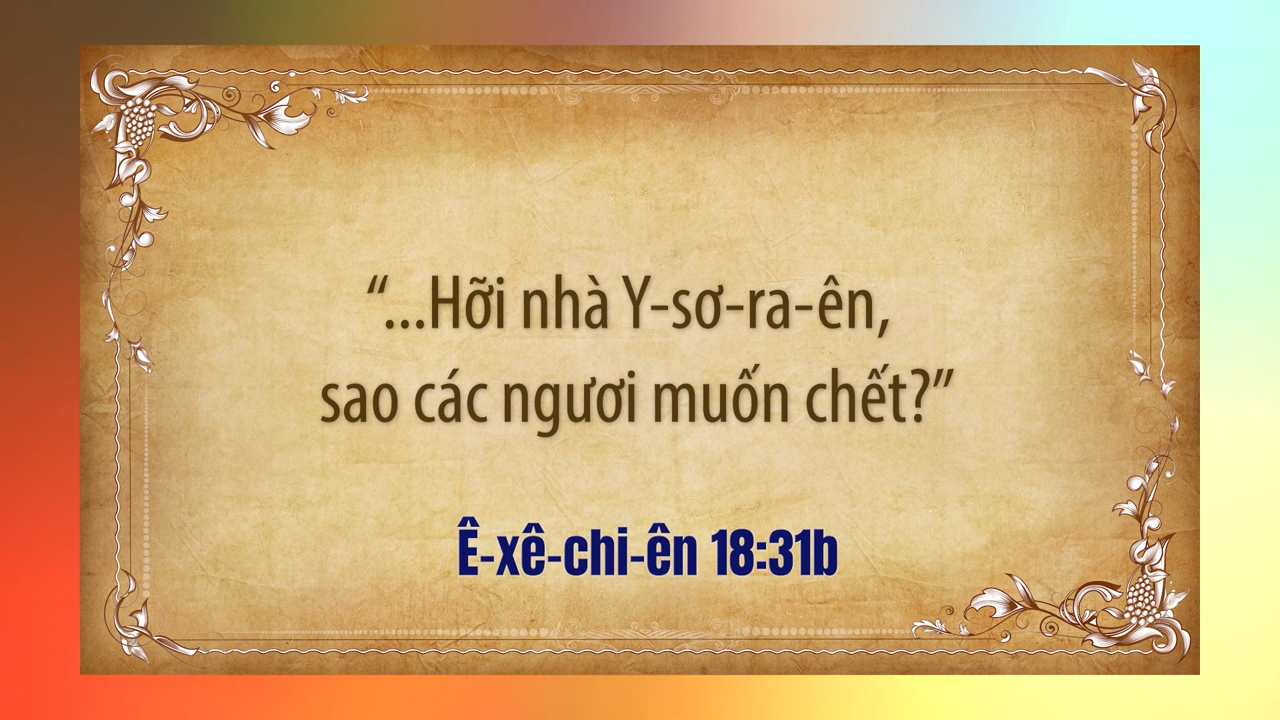 “...Hỡi nhà Y-sơ-ra-ên,
sao các ngươi muốn chết?”
Ê-xê-chi-ên 18:31b